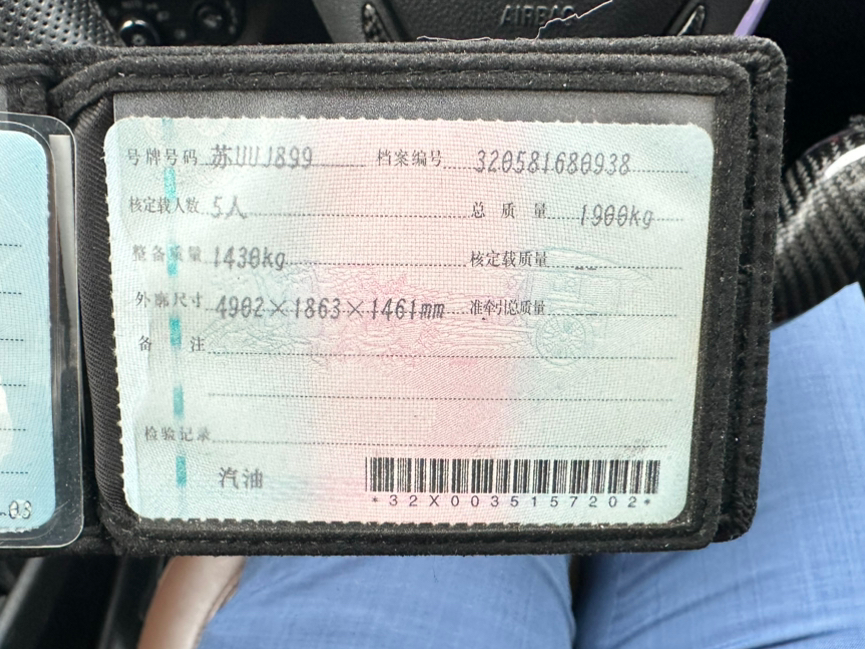 AIRBAG
号牌号码 苏UUJ899 档案编号 320581680938
核定载人数 5人 总质量 1900kg
整备质量 1430kg 核定载质量 --
外廓尺寸 4902×1863×1461mm 准牵引总质量 --
备注
检验记录
汽油
*32X0035157202*
-03